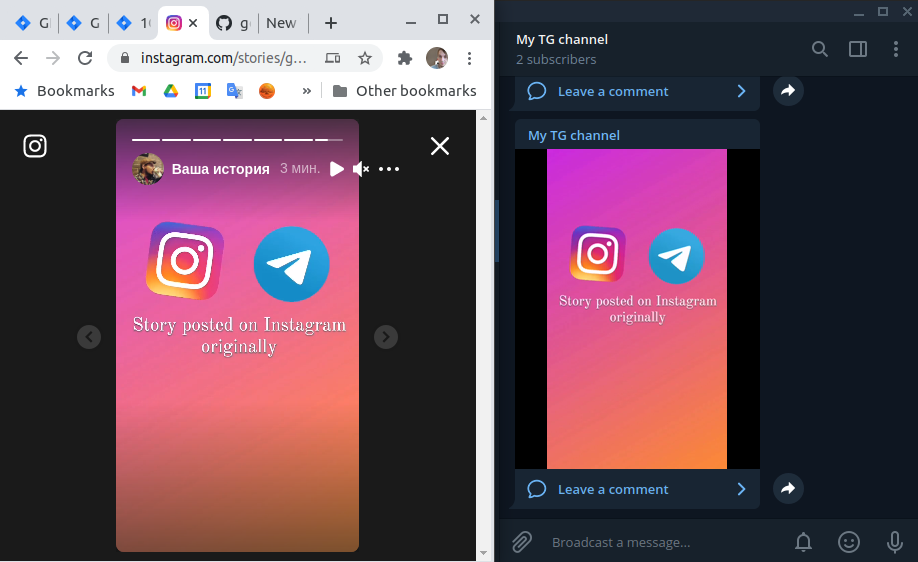 G
G
1
g
New
instagram.com/stories/g...
Bookmarks
31
Other bookmarks
Ваша история 3 мин.
Story posted on Instagram
originally
My TG channel
2 subscribers
Leave a comment
My TG channel
Story posted on Instagram
originally
Leave a comment
Broadcast a message...